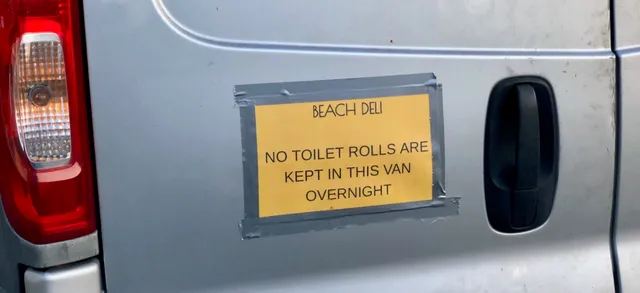 BEACH DELI
NO TOILET ROLLS ARE
KEPT IN THIS VAN
OVERNIGHT